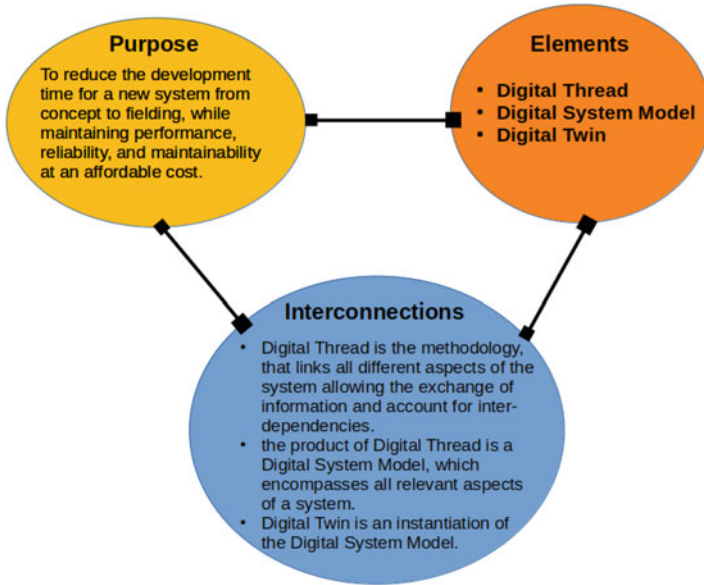 Purpose
To reduce the development
time for a new system from
concept to fielding, while
maintaining performance,
reliability, and maintainability
at an affordable cost.
Elements
• Digital Thread
• Digital System Model
• Digital Twin
Interconnections
• Digital Thread is the methodology,
that links all different aspects of the
system allowing the exchange of
information and account for inter-
dependencies.
• the product of Digital Thread is a
Digital System Model, which
encompasses all relevant aspects
of a system.
• Digital Twin is an instantiation of
the Digital System Model.